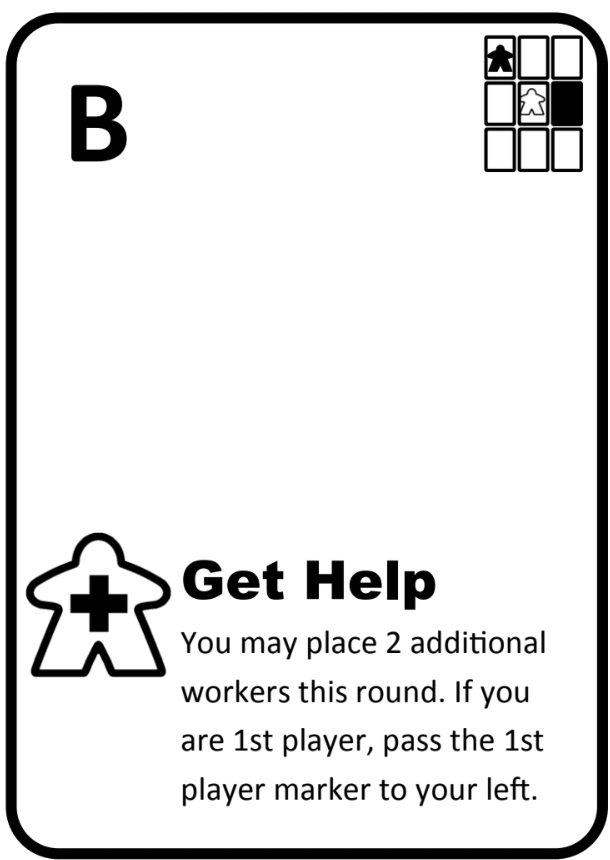 B
Get Help
You may place 2 additional
workers this round. If you
are 1st player, pass the 1st
player marker to your left.